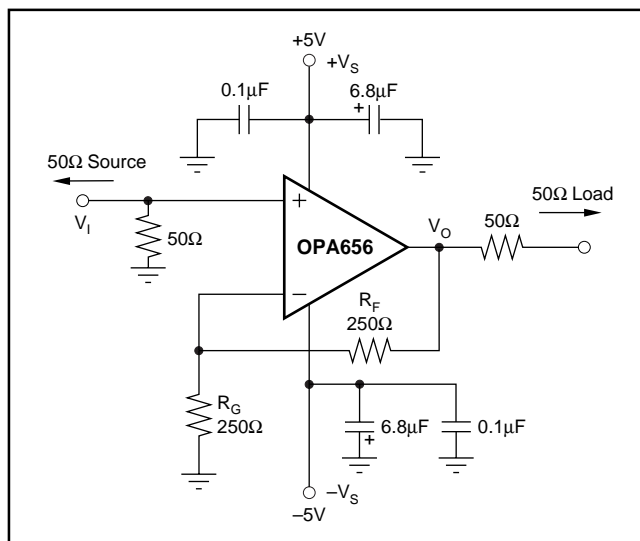 +5V
+V_S
0.1μF
6.8μF
+
50Ω Source
50Ω Load
V_I
50Ω
+
OPA656
−
V_O
50Ω
R_F
250Ω
R_G
250Ω
6.8μF
+
0.1μF
−V_S
−5V